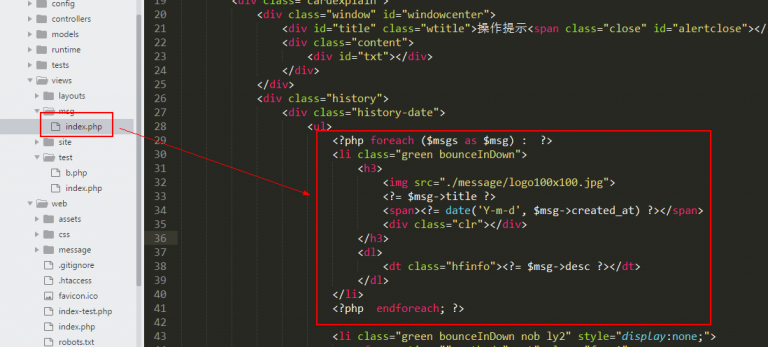 config
controllers
models
runtime
tests
views
layouts
msg
index.php
site
test
b.php
index.php
web
assets
css
message
.gitignore
.htaccess
favicon.ico
index-test.php
index.php
robots.txt
19 <div class="cardexplain">
20 <div class="window" id="windowcenter">
21 <div id="title" class="wtitle">操作提示<span class="close" id="alertclose"></
22 <div class="content">
23 <div id="txt"></div>
24 </div>
25 </div>
26 <div class="history">
27 <div class="history-date">
28 <ul>
29 <?php foreach ($msgs as $msg) : ?>
30 <li class="green bounceInDown">
31 <h3>
32 <img src="./message/logo100x100.jpg">
33 <?= $msg->title ?>
34 <span><?= date('Y-m-d', $msg->created_at) ?></span>
35 <div class="clr"></div>
36 </h3>
37 <dl>
38 <dt class="hfinfo"><?= $msg->desc ?></dt>
39 </dl>
40 </li>
41 <?php endforeach; ?>
42
43 <li class="green bounceInDown nob ly2" style="display:none;">